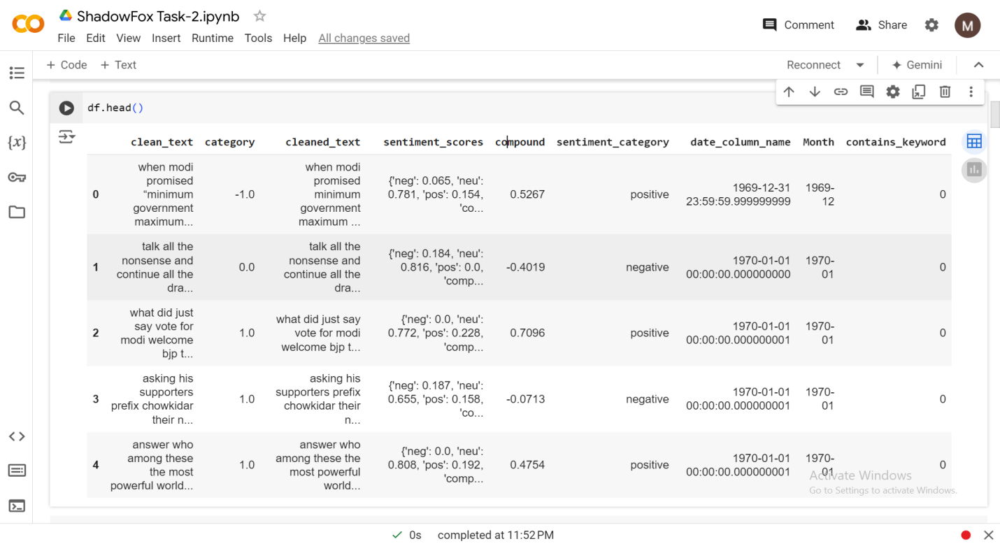 ShadowFox Task-2.ipynb
File Edit View Insert Runtime Tools Help All changes saved
Comment Share M
+ Code + Text
Reconnect Gemini
df.head()
clean_text category cleaned_text sentiment_scores compound sentiment_category date_column_name Month contains_keyword
0
when modi
promised
“minimum
government
maximum...
-1.0
when modi
promised
minimum
government
maximum ...
{'neg': 0.065, 'neu':
0.781, 'pos': 0.154,
'co...
0.5267
positive
1969-12-31
23:59:59.999999999
1969-
12
0
1
talk all the
nonsense and
continue all the
dra...
0.0
talk all the
nonsense and
continue all the
dra...
{'neg': 0.184, 'neu':
0.816, 'pos': 0.0,
'comp...
-0.4019
negative
1970-01-01
00:00:00.000000000
1970-
01
0
2
what did just
say vote for
modi welcome
bjp t...
1.0
what did just say
vote for modi
welcome bjp t...
{'neg': 0.0, 'neu':
0.772, 'pos': 0.228,
'comp...
0.7096
positive
1970-01-01
00:00:00.000000001
1970-
01
0
3
asking his
supporters
prefix chowkidar
their n...
1.0
asking his
supporters prefix
chowkidar their
n...
{'neg': 0.187, 'neu':
0.655, 'pos': 0.158,
'co...
-0.0713
negative
1970-01-01
00:00:00.000000001
1970-
01
0
4
answer who
among these
the most
powerful world...
1.0
answer who
among these the
most powerful
world...
{'neg': 0.0, 'neu':
0.808, 'pos': 0.192,
'comp...
0.4754
positive
1970-01-01
00:00:00.000000001
1970-
01
0
Activate Windows
Go to Settings to activate Windows.
0s completed at 11:52 PM